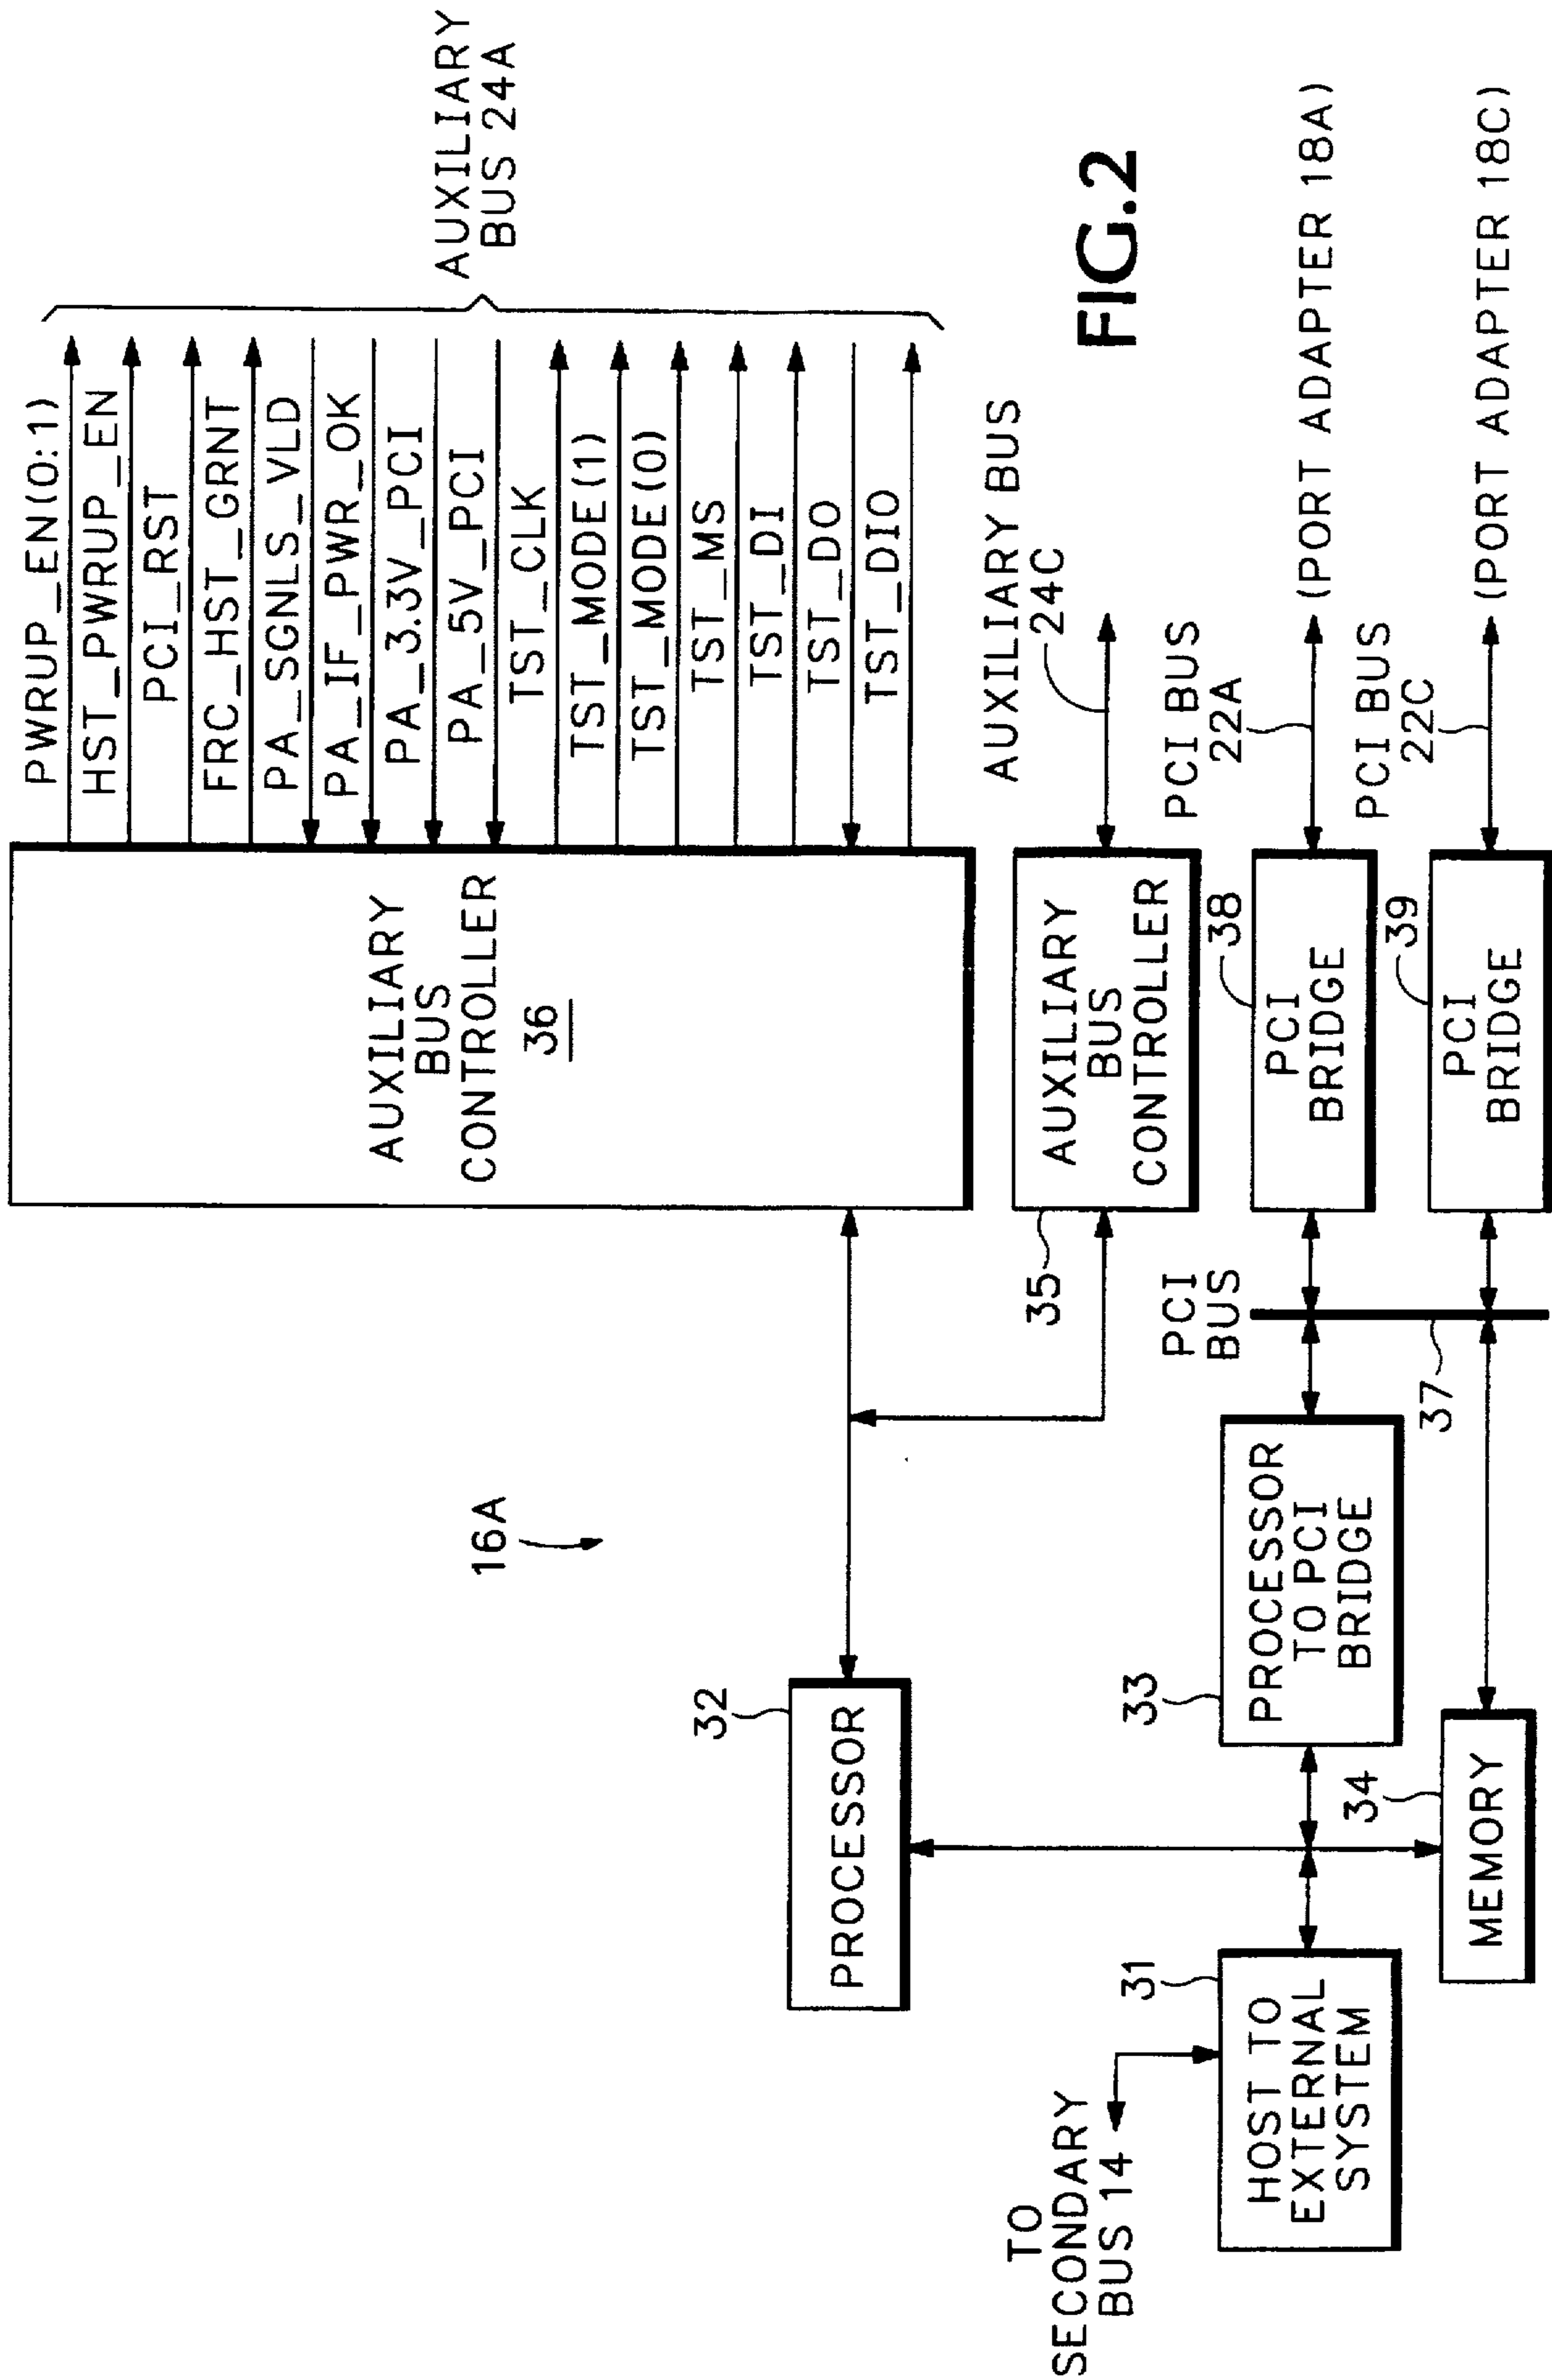 PWRUP_EN(0:1)
HST_PWRUP_EN
PCI_RST
FRC_HST_GRNT
PA_SGNLS_VLD
PA_IF_PWR_OK
PA_3.3V_PCI
PA_5V_PCI
TST_CLK
TST_MODE(1)
TST_MODE(0)
TST_MS
TST_DI
TST_DO
TST_DIO
AUXILIARY
BUS 24A
AUXILIARY
BUS
CONTROLLER
36
16A
32
PROCESSOR
AUXILIARY BUS
24C
35
AUXILIARY
BUS
CONTROLLER
FIG.2
TO
SECONDARY
BUS 14
31
HOST TO
EXTERNAL
SYSTEM
33
PROCESSOR
TO PCI
BRIDGE
PCI
BUS
38
PCI
BRIDGE
PCI BUS
22A
(PORT ADAPTER 18A)
34
MEMORY
37
39
PCI
BRIDGE
PCI BUS
22C
(PORT ADAPTER 18C)